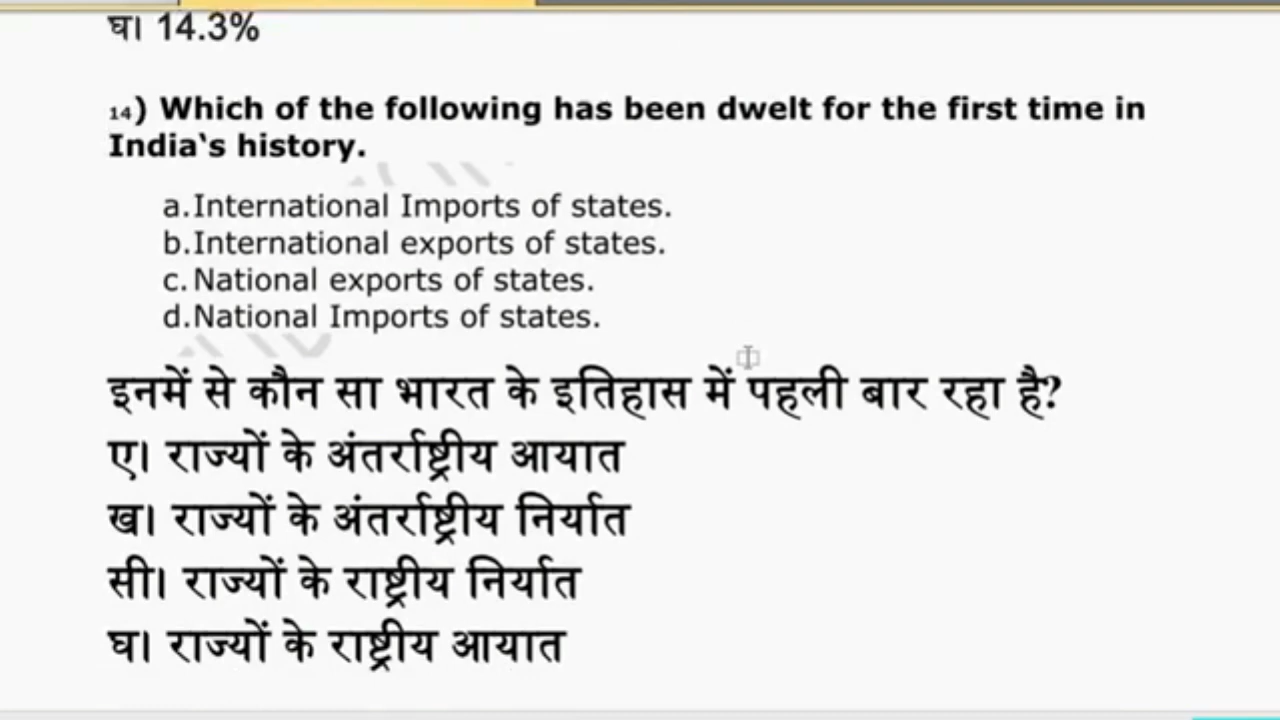 घ। 14.3%
14) Which of the following has been dwelt for the first time in
India‛s history.
a.International Imports of states.
b.International exports of states.
c. National exports of states.
d.National Imports of states.
इनमें से कौन सा भारत के इतिहास में पहली बार रहा है?
ए। राज्यों के अंतर्राष्ट्रीय आयात
ख। राज्यों के अंतर्राष्ट्रीय निर्यात
सी। राज्यों के राष्ट्रीय निर्यात
घ। राज्यों के राष्ट्रीय आयात